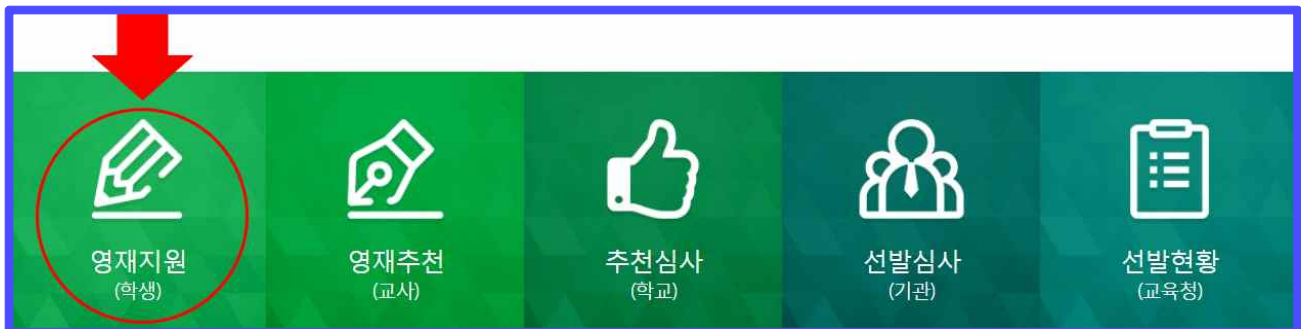 영재지원
(학생)
영재추천
(교사)
추천심사
(학교)
선발심사
(기관)
선발현황
(교육청)